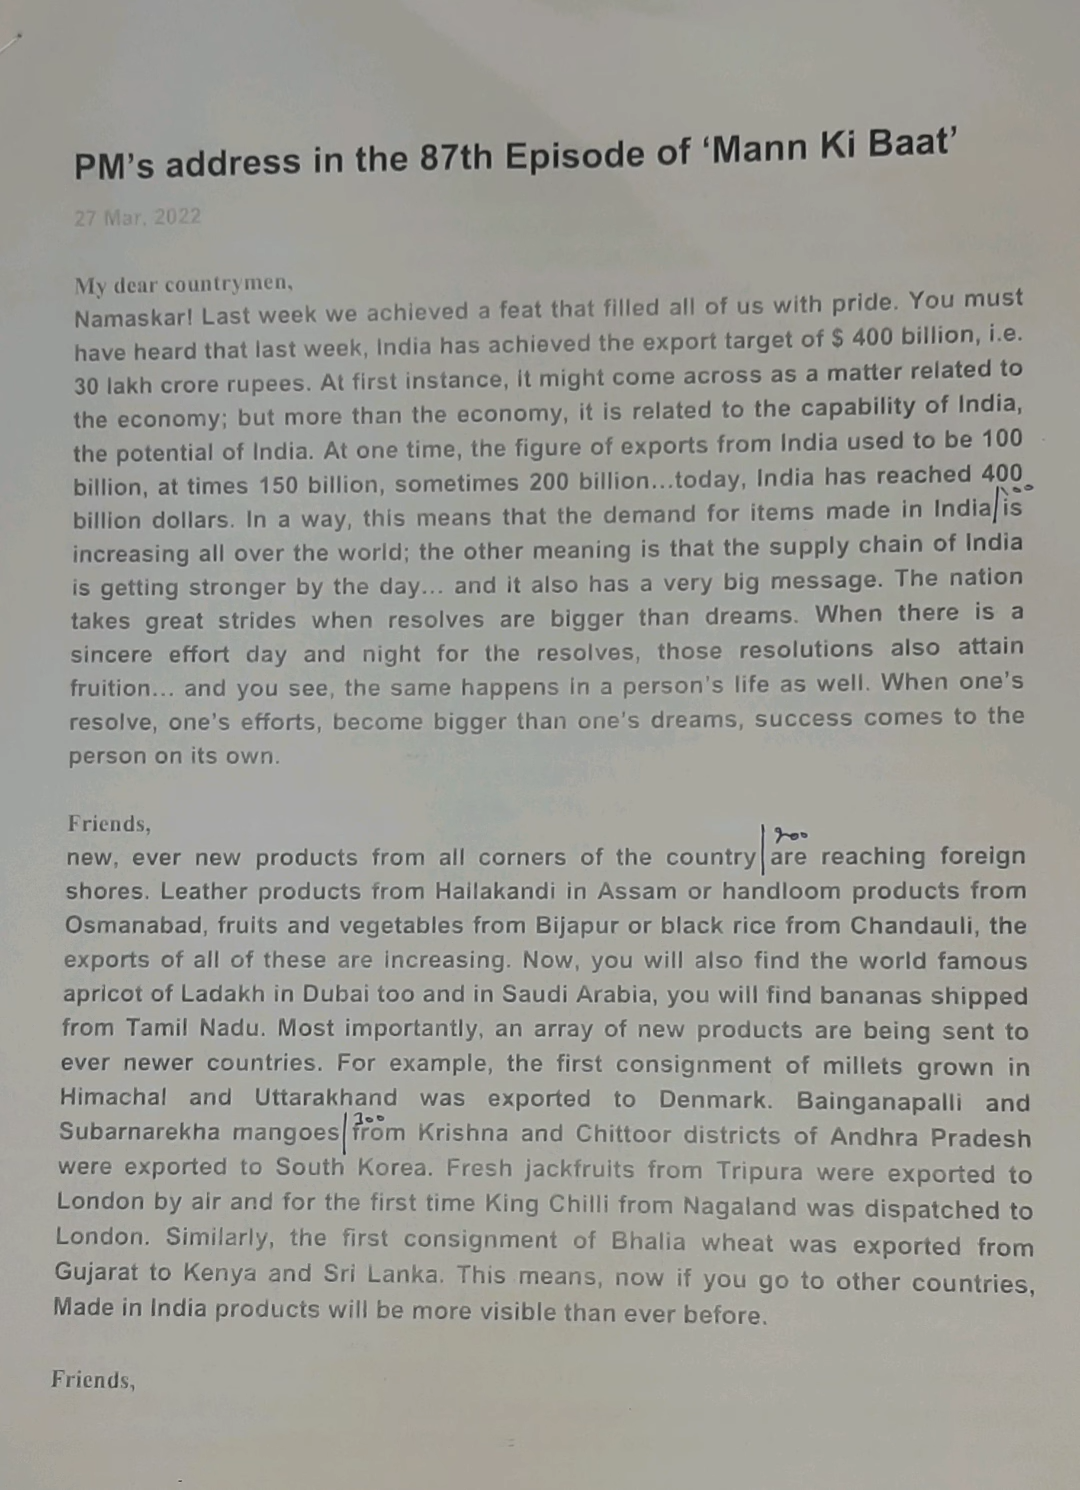 PM's address in the 87th Episode of 'Mann Ki Baat'
27 Mar, 2022
My dear countrymen,
Namaskar! Last week we achieved a feat that filled all of us with pride. You must
have heard that last week, India has achieved the export target of $ 400 billion, i.e.
30 lakh crore rupees. At first instance, it might come across as a matter related to
the economy; but more than the economy, it is related to the capability of India,
the potential of India. At one time, the figure of exports from India used to be 100
billion, at times 150 billion, sometimes 200 billion...today, India has reached 400
100
billion dollars. In a way, this means that the demand for items made in India is
increasing all over the world; the other meaning is that the supply chain of India
is getting stronger by the day... and it also has a very big message. The nation
takes great strides when resolves are bigger than dreams. When there is a
sincere effort day and night for the resolves, those resolutions also attain
fruition... and you see, the same happens in a person's life as well. When one's
resolve, one's efforts, become bigger than one's dreams, success comes to the
person on its own.
Friends,
200
new, ever new products from all corners of the country are reaching foreign
shores. Leather products from Hailakandi in Assam or handloom products from
Osmanabad, fruits and vegetables from Bijapur or black rice from Chandauli, the
exports of all of these are increasing. Now, you will also find the world famous
apricot of Ladakh in Dubai too and in Saudi Arabia, you will find bananas shipped
from Tamil Nadu. Most importantly, an array of new products are being sent to
ever newer countries. For example, the first consignment of millets grown in
Himachal and Uttarakhand was exported to Denmark. Bainganapalli and
300
Subarnarekha mangoes from Krishna and Chittoor districts of Andhra Pradesh
were exported to South Korea. Fresh jackfruits from Tripura were exported to
London by air and for the first time King Chilli from Nagaland was dispatched to
London. Similarly, the first consignment of Bhalia wheat was exported from
Gujarat to Kenya and Sri Lanka. This means, now if you go to other countries,
Made in India products will be more visible than ever before.
Friends,